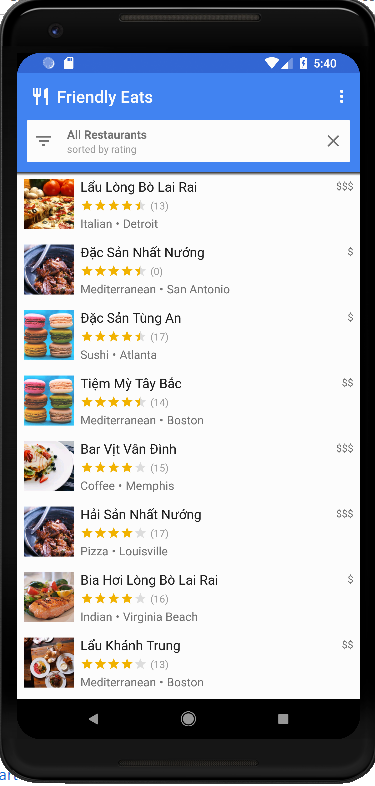 5:40
Friendly Eats
All Restaurants
sorted by rating
Lẩu Lòng Bò Lai Rai $$$
(13)
Italian • Detroit
Đặc Sản Nhất Nướng $
(0)
Mediterranean • San Antonio
Đặc Sản Tùng An $
(17)
Sushi • Atlanta
Tiệm Mỳ Tây Bắc $$
(14)
Mediterranean • Boston
Bar Vịt Vân Đình $$$
(15)
Coffee • Memphis
Hải Sản Nhất Nướng $$$
(17)
Pizza • Louisville
Bia Hơi Lòng Bò Lai Rai $
(16)
Indian • Virginia Beach
Lẩu Khánh Trung $$
(13)
Mediterranean • Boston
art